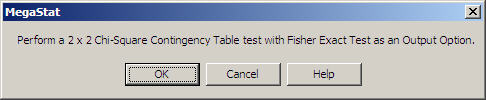 MegaStat
Perform a 2 x 2 Chi-Square Contingency Table test with Fisher Exact Test as an Output Option.
OK Cancel Help